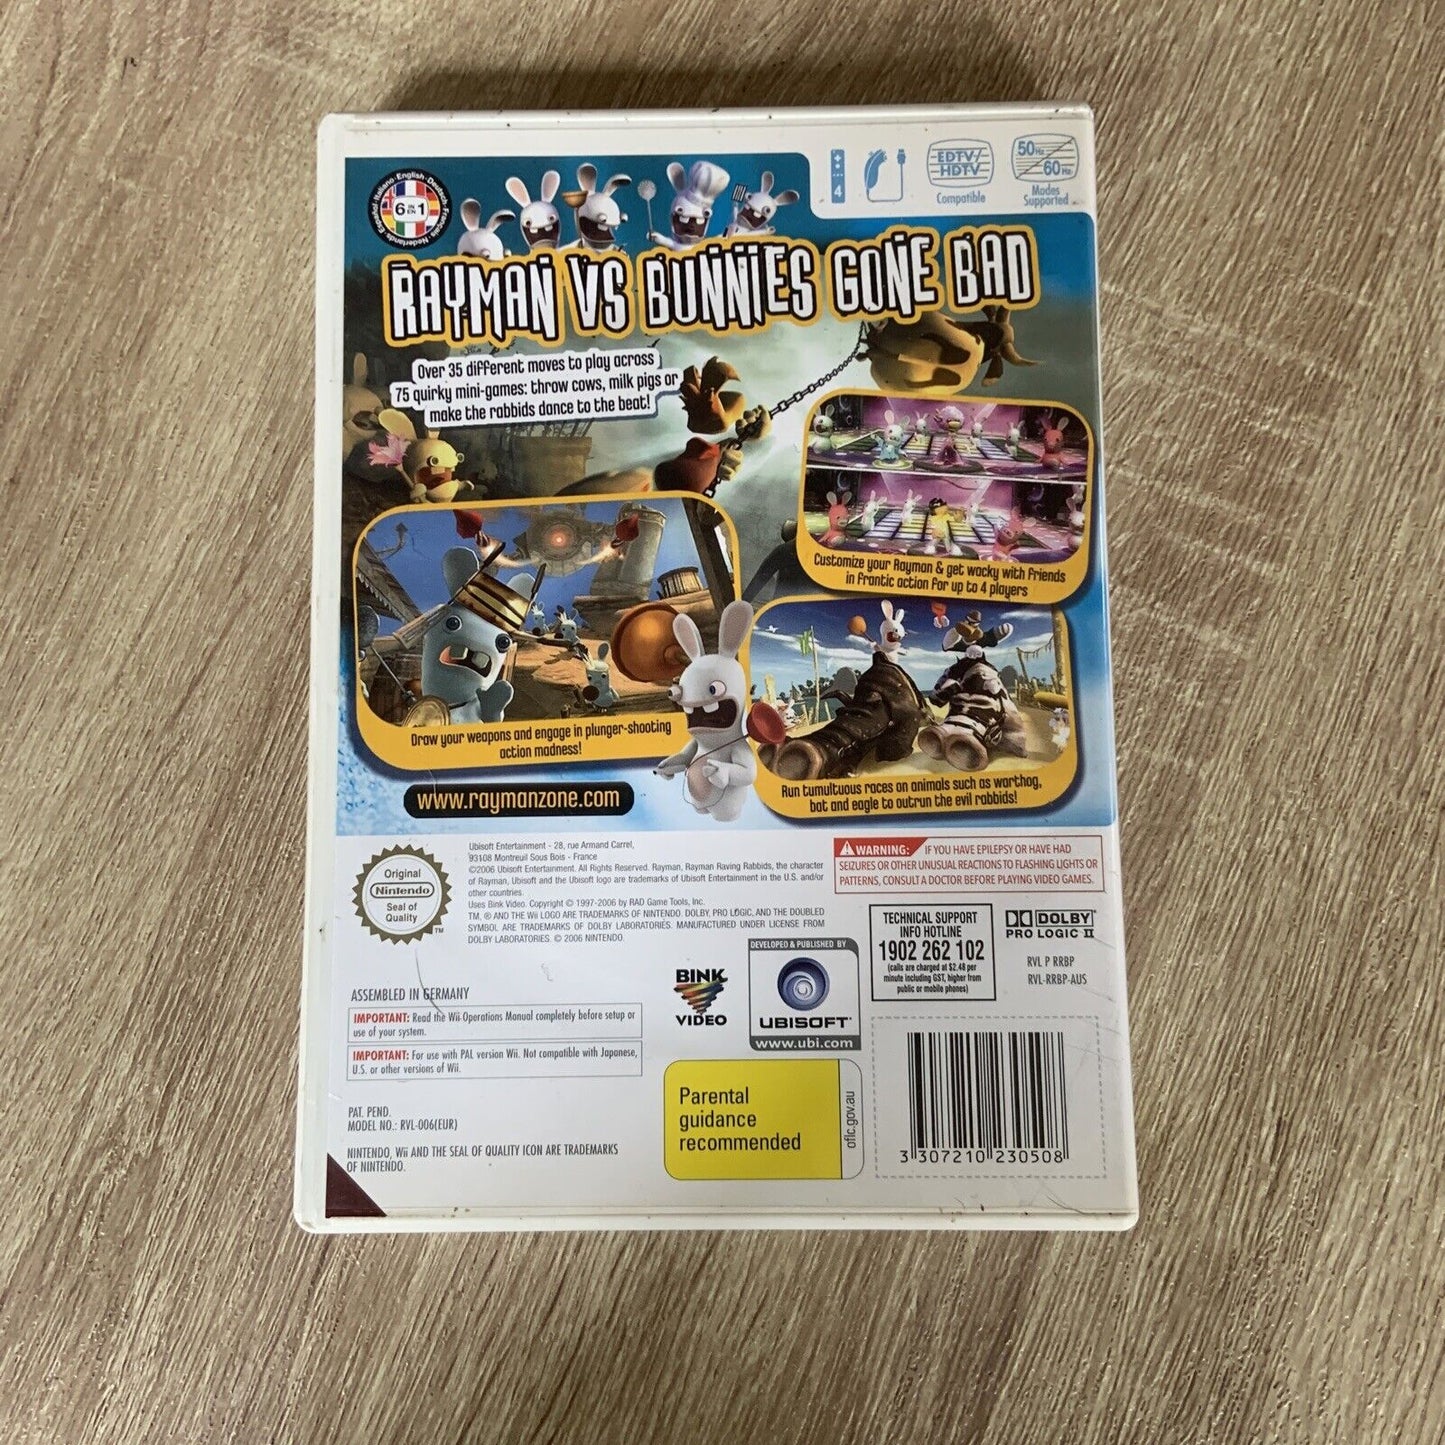 Español · Italiano · English · Deutsch · Français · Nederlands
6 IN EN 1
4
EDTV/
HDTV
Compatible
50Hz
60Hz
Modes
Supported
RAYMAN VS BUNNIES GONE BAD
Over 35 different moves to play across
75 quirky mini-games: throw cows, milk pigs or
make the rabbids dance to the beat!
Customize your Rayman & get wacky with friends
in frantic action for up to 4 players
Draw your weapons and engage in plunger-shooting
action madness!
Run tumultuous races on animals such as warthog,
bat and eagle to outrun the evil rabbids!
www.raymanzone.com
Original
Nintendo
Seal of
Quality
TM
Ubisoft Entertainment - 28, rue Armand Carrel,
93108 Montreuil Sous Bois - France
©2006 Ubisoft Entertainment. All Rights Reserved. Rayman, Rayman Raving Rabbids, the character
of Rayman, Ubisoft and the Ubisoft logo are trademarks of Ubisoft Entertainment in the U.S. and/or
other countries.
Uses Bink Video. Copyright © 1997-2006 by RAD Game Tools, Inc.
TM, ® AND THE Wii LOGO ARE TRADEMARKS OF NINTENDO. DOLBY, PRO LOGIC, AND THE DOUBLED
SYMBOL ARE TRADEMARKS OF DOLBY LABORATORIES. MANUFACTURED UNDER LICENSE FROM
DOLBY LABORATORIES. © 2006 NINTENDO.
WARNING: IF YOU HAVE EPILEPSY OR HAVE HAD
SEIZURES OR OTHER UNUSUAL REACTIONS TO FLASHING LIGHTS OR
PATTERNS, CONSULT A DOCTOR BEFORE PLAYING VIDEO GAMES.
TECHNICAL SUPPORT
INFO HOTLINE
1902 262 102
(calls are charged at $2.48 per
minute including GST, higher from
public or mobile phones)
DOLBY
PRO LOGIC II
RVL P RRBP
RVL-RRBP-AUS
ASSEMBLED IN GERMANY
IMPORTANT: Read the Wii Operations Manual completely before setup or
use of your system.
IMPORTANT: For use with PAL version Wii. Not compatible with Japanese,
U.S. or other versions of Wii.
BINK
VIDEO
DEVELOPED & PUBLISHED BY
UBISOFT
www.ubi.com
PAT. PEND.
MODEL NO.: RVL-006(EUR)
NINTENDO, Wii AND THE SEAL OF QUALITY ICON ARE TRADEMARKS
OF NINTENDO.
Parental
guidance
recommended
oflc.gov.au
3 307210 230508